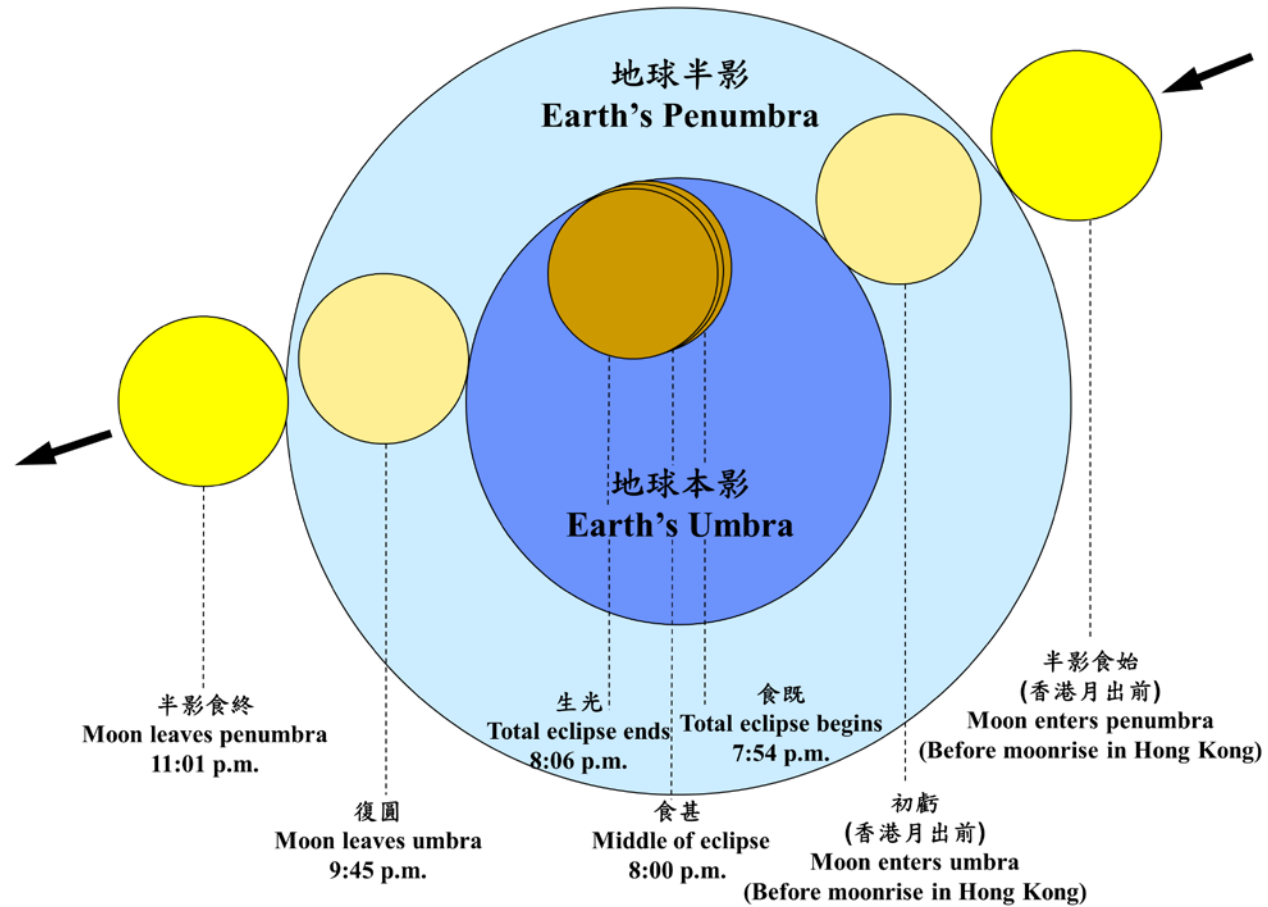 地球半影
Earth's Penumbra
地球本影
Earth's Umbra
半影食終
Moon leaves penumbra
11:01 p.m.
復圓
Moon leaves umbra
9:45 p.m.
生光
Total eclipse ends
8:06 p.m.
食甚
Middle of eclipse
8:00 p.m.
食既
Total eclipse begins
7:54 p.m.
初虧
(香港月出前)
Moon enters umbra
(Before moonrise in Hong Kong)
半影食始
(香港月出前)
Moon enters penumbra
(Before moonrise in Hong Kong)